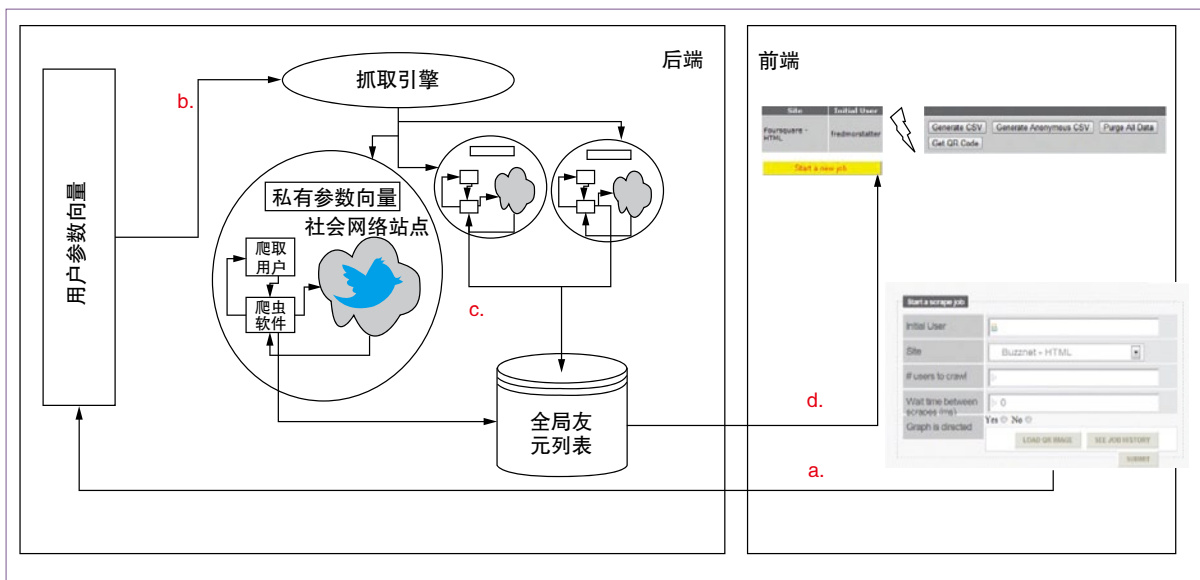 后端
前端
用户参数向量
b.
抓取引擎
私有参数向量
社会网络站点
爬取
用户
爬虫
软件
c.
全局友
元列表
Site Initial User
Foursquare -
HTML
fredmorstatter
Start a new job
Generate CSV Generate Anonymous CSV Purge All Data
Get QR Code
d.
a.
Start a scrape job
Initial User
Site Buzznet - HTML
# users to crawl
Wait time between
scrapes (ms)
0
Graph is directed Yes No
LOAD QR IMAGE SEE JOB HISTORY
SUBMIT